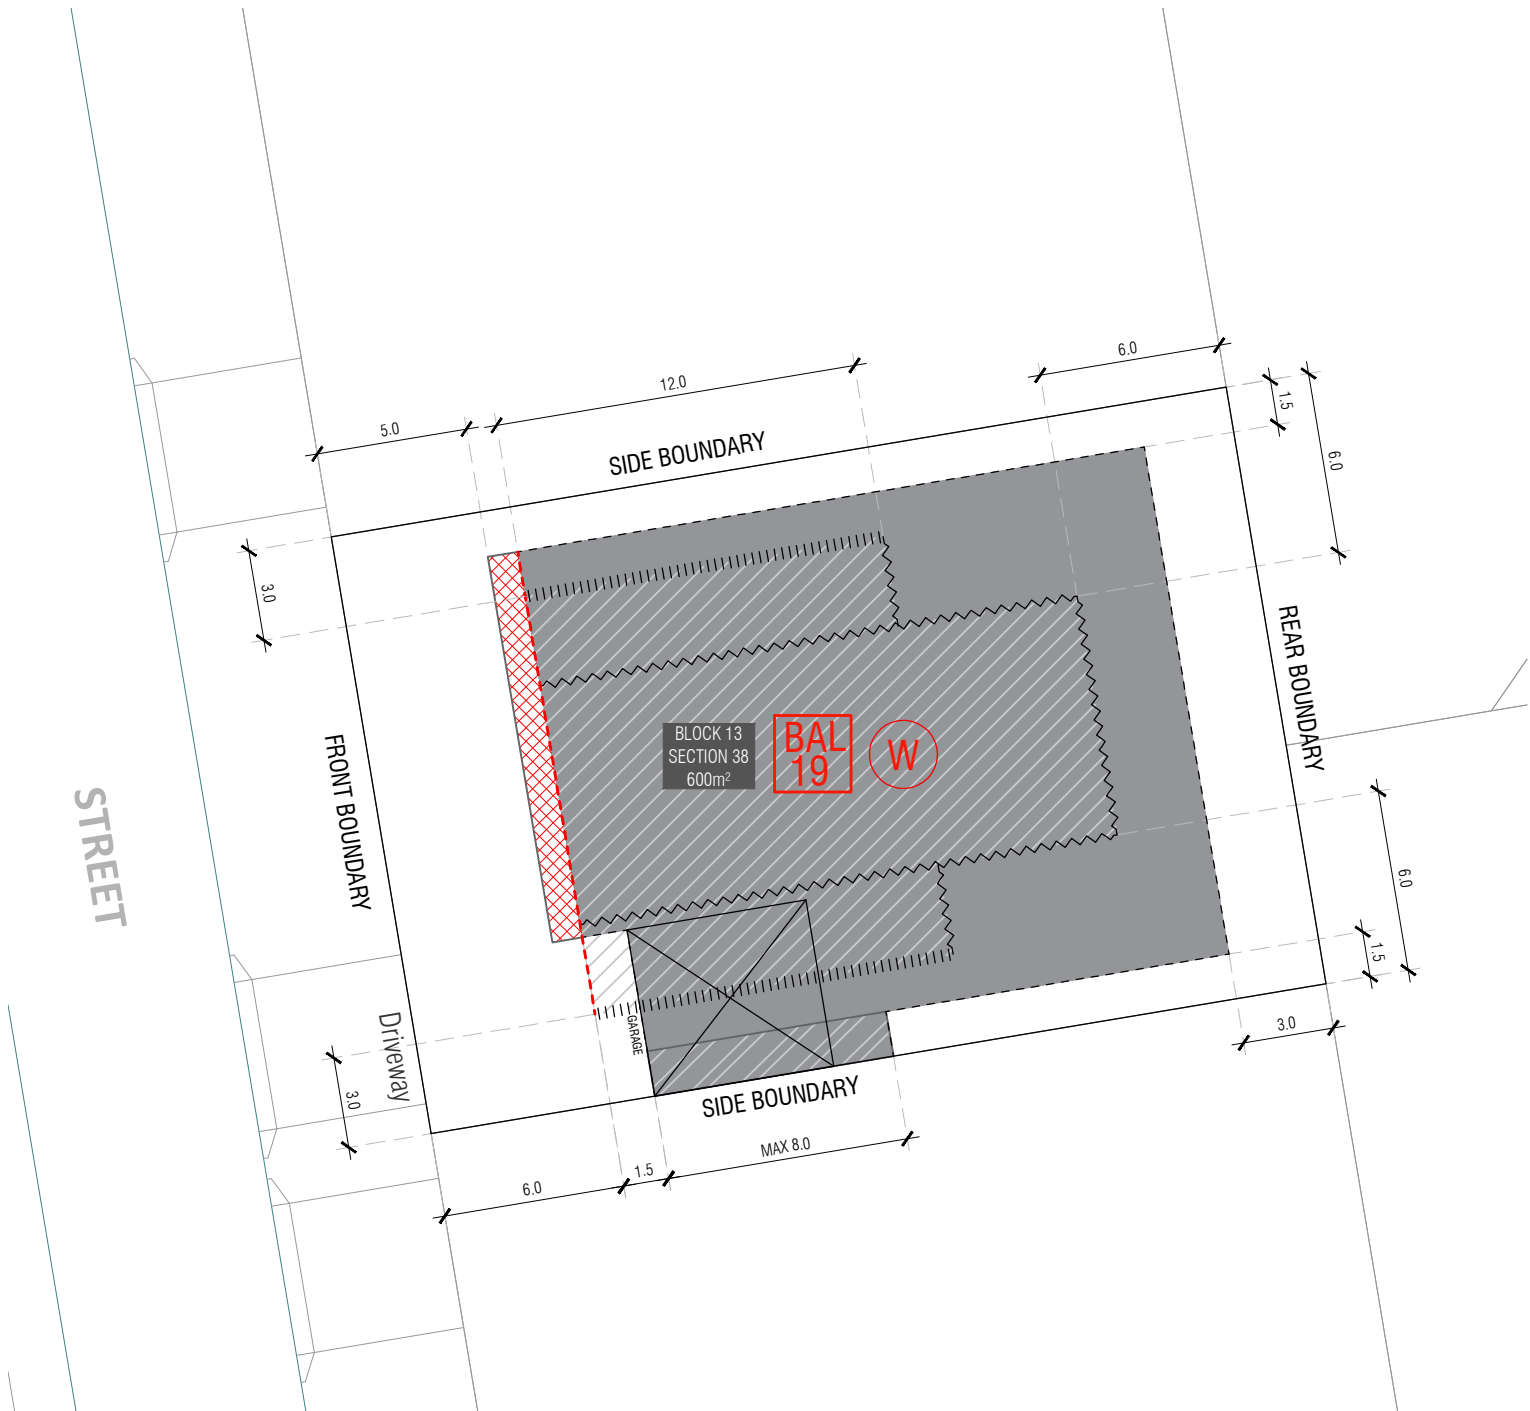 6.0
12.0
5.0
1.5
6.0
SIDE BOUNDARY
3.0
REAR BOUNDARY
FRONT BOUNDARY
BLOCK 13
SECTION 38
600m²
BAL
19
W
STREET
6.0
1.5
GARAGE
Driveway
3.0
3.0
SIDE BOUNDARY
MAX 8.0
1.5
6.0